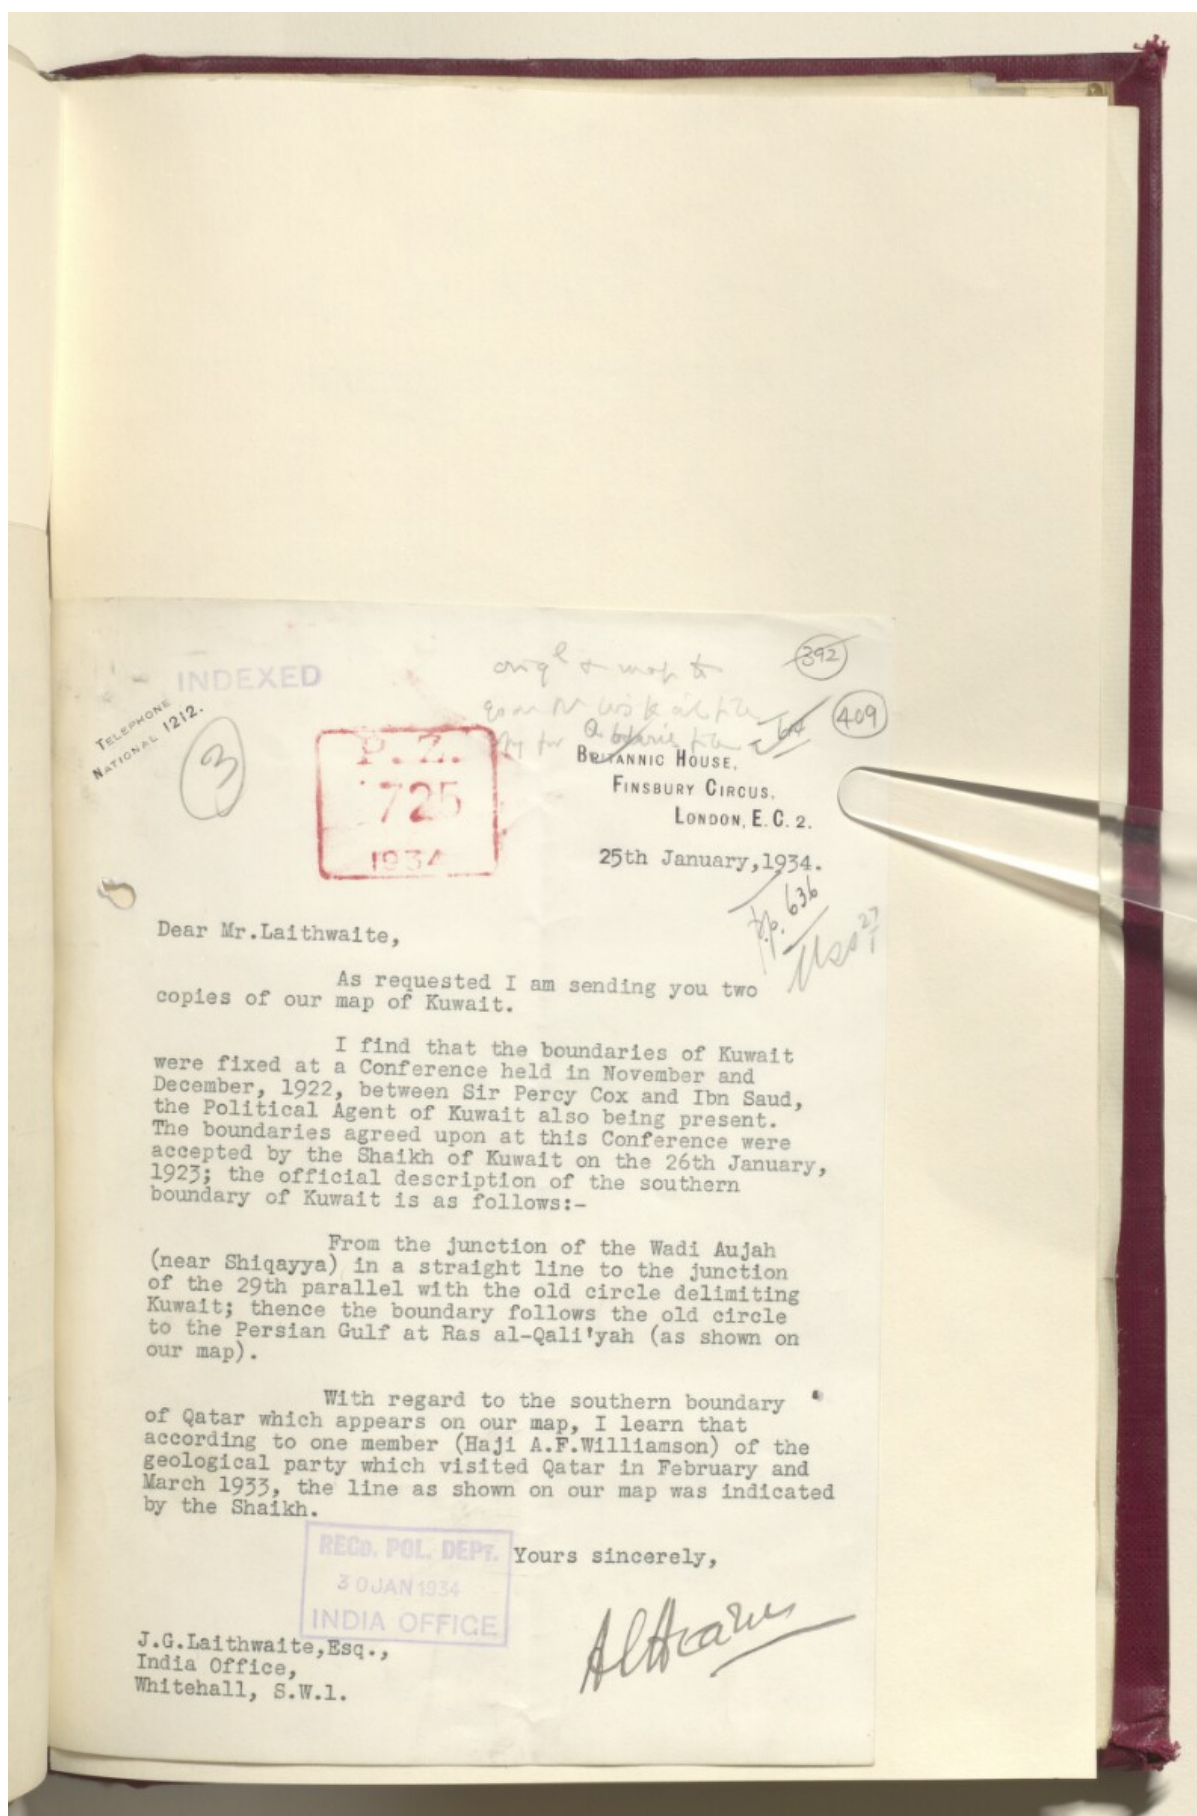 INDEXED
orig^l & map to
392
409
64
TELEPHONE
NATIONAL 1212.
3
P.Z.
725
1934
BRITANNIC HOUSE,
FINSBURY CIRCUS,
LONDON, E.C. 2.
25th January, 1934.
p.p. 636
27
1
Dear Mr.Laithwaite,
As requested I am sending you two
copies of our map of Kuwait.
I find that the boundaries of Kuwait
were fixed at a Conference held in November and
December, 1922, between Sir Percy Cox and Ibn Saud,
the Political Agent of Kuwait also being present.
The boundaries agreed upon at this Conference were
accepted by the Shaikh of Kuwait on the 26th January,
1923; the official description of the southern
boundary of Kuwait is as follows:-
From the junction of the Wadi Aujah
(near Shiqayya) in a straight line to the junction
of the 29th parallel with the old circle delimiting
Kuwait; thence the boundary follows the old circle
to the Persian Gulf at Ras al-Qali'yah (as shown on
our map).
With regard to the southern boundary
of Qatar which appears on our map, I learn that
according to one member (Haji A.F.Williamson) of the
geological party which visited Qatar in February and
March 1933, the line as shown on our map was indicated
by the Shaikh.
Yours sincerely,
RECD. POL. DEPT.
30 JAN 1934
INDIA OFFICE
J.G.Laithwaite,Esq.,
India Office,
Whitehall, S.W.1.